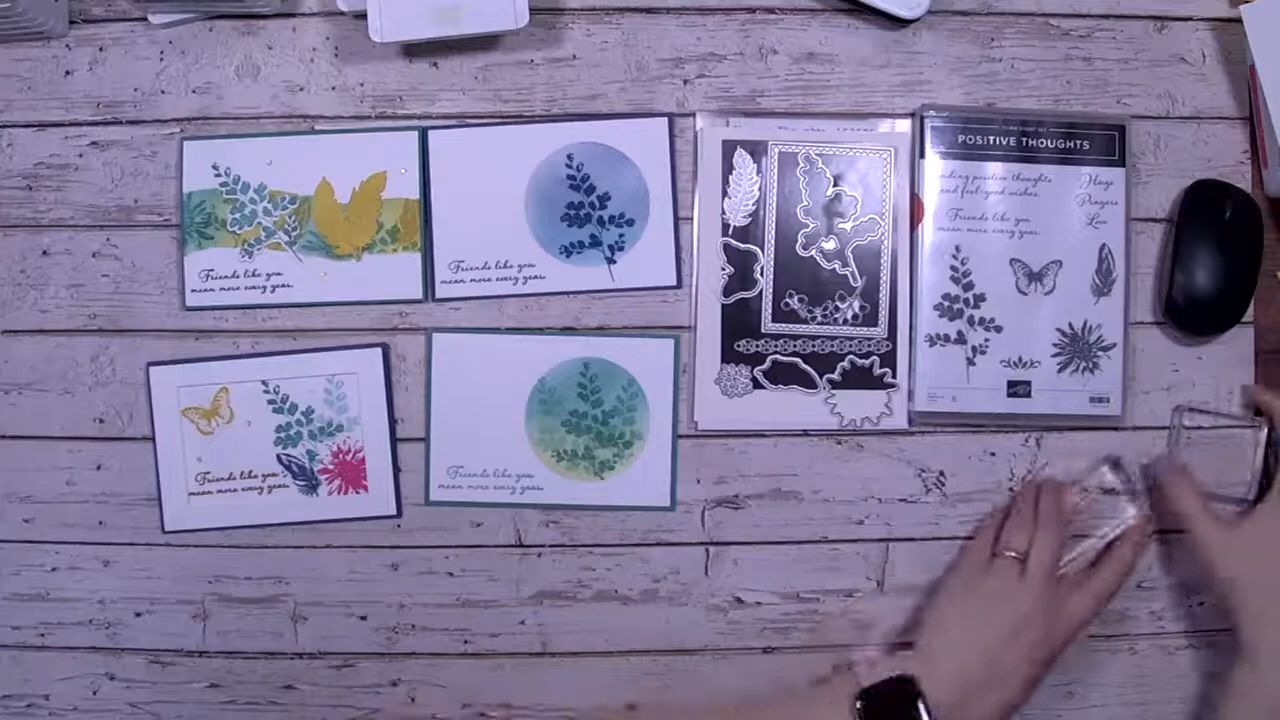 Friends like you
mean more every year.
Friends like you
mean more every year.
Friends like you
mean more every year.
Friends like you
mean more every year.
POSITIVE THOUGHTS
nding positive thoughts
and feel-good wishes.
Friends like you
mean more every year.
Hugs
Prayers
Love